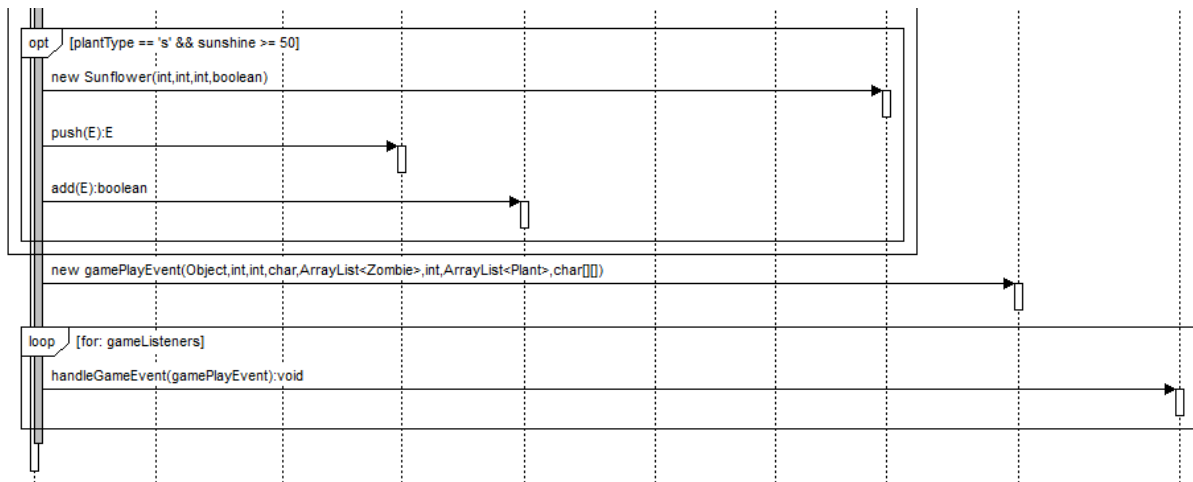 opt [plantType == 's' && sunshine >= 50]
new Sunflower(int,int,int,boolean)
push(E):E
add(E):boolean
new gamePlayEvent(Object,int,int,char,ArrayList<Zombie>,int,ArrayList<Plant>,char[][])
loop [for: gameListeners]
handleGameEvent(gamePlayEvent):void